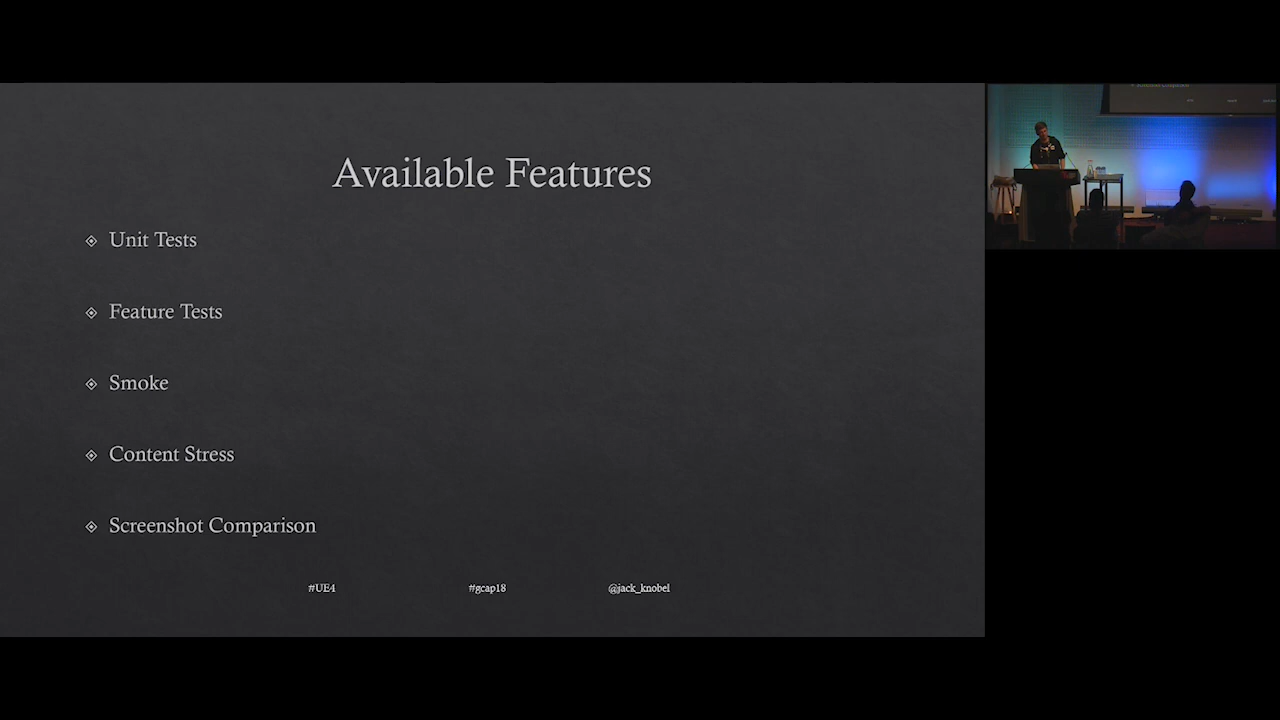 Available Features
Unit Tests
Feature Tests
Smoke
Content Stress
Screenshot Comparison
#UE4
#gcap18
@jack_knobel